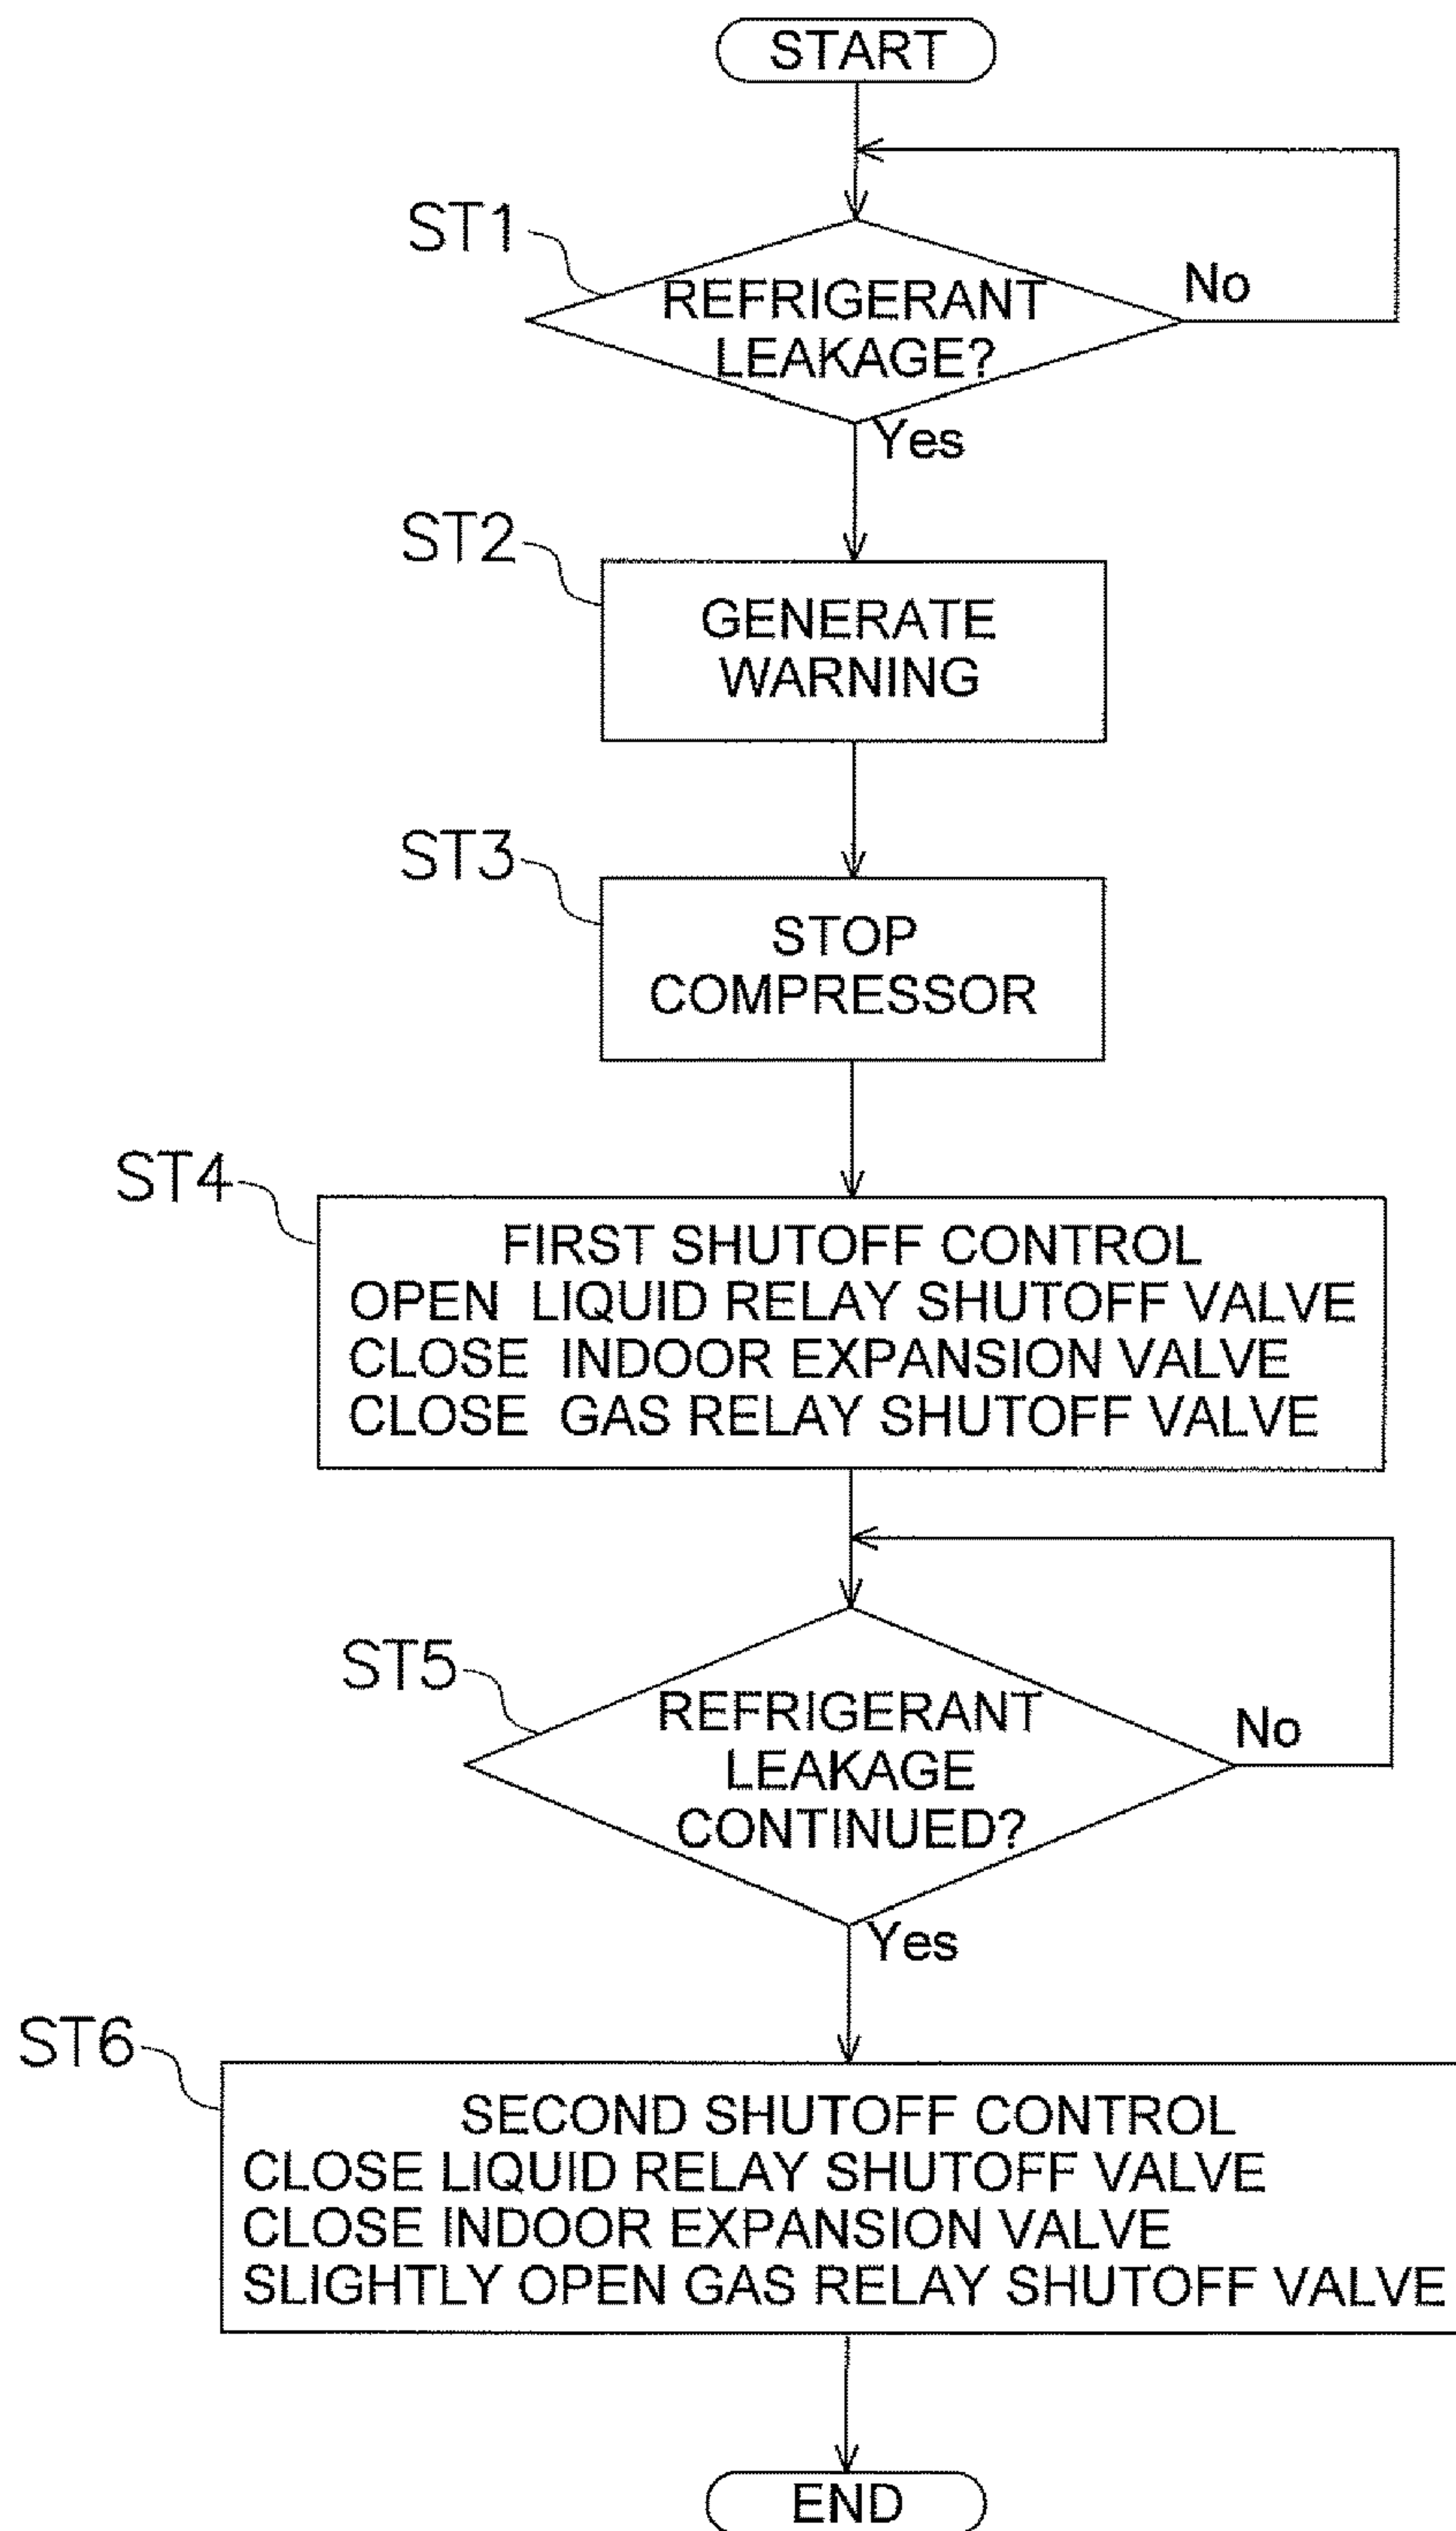 START
ST1
REFRIGERANT
LEAKAGE?
No
Yes
ST2
GENERATE
WARNING
ST3
STOP
COMPRESSOR
ST4
FIRST SHUTOFF CONTROL
OPEN LIQUID RELAY SHUTOFF VALVE
CLOSE INDOOR EXPANSION VALVE
CLOSE GAS RELAY SHUTOFF VALVE
ST5
REFRIGERANT
LEAKAGE
CONTINUED?
No
Yes
ST6
SECOND SHUTOFF CONTROL
CLOSE LIQUID RELAY SHUTOFF VALVE
CLOSE INDOOR EXPANSION VALVE
SLIGHTLY OPEN GAS RELAY SHUTOFF VALVE
END